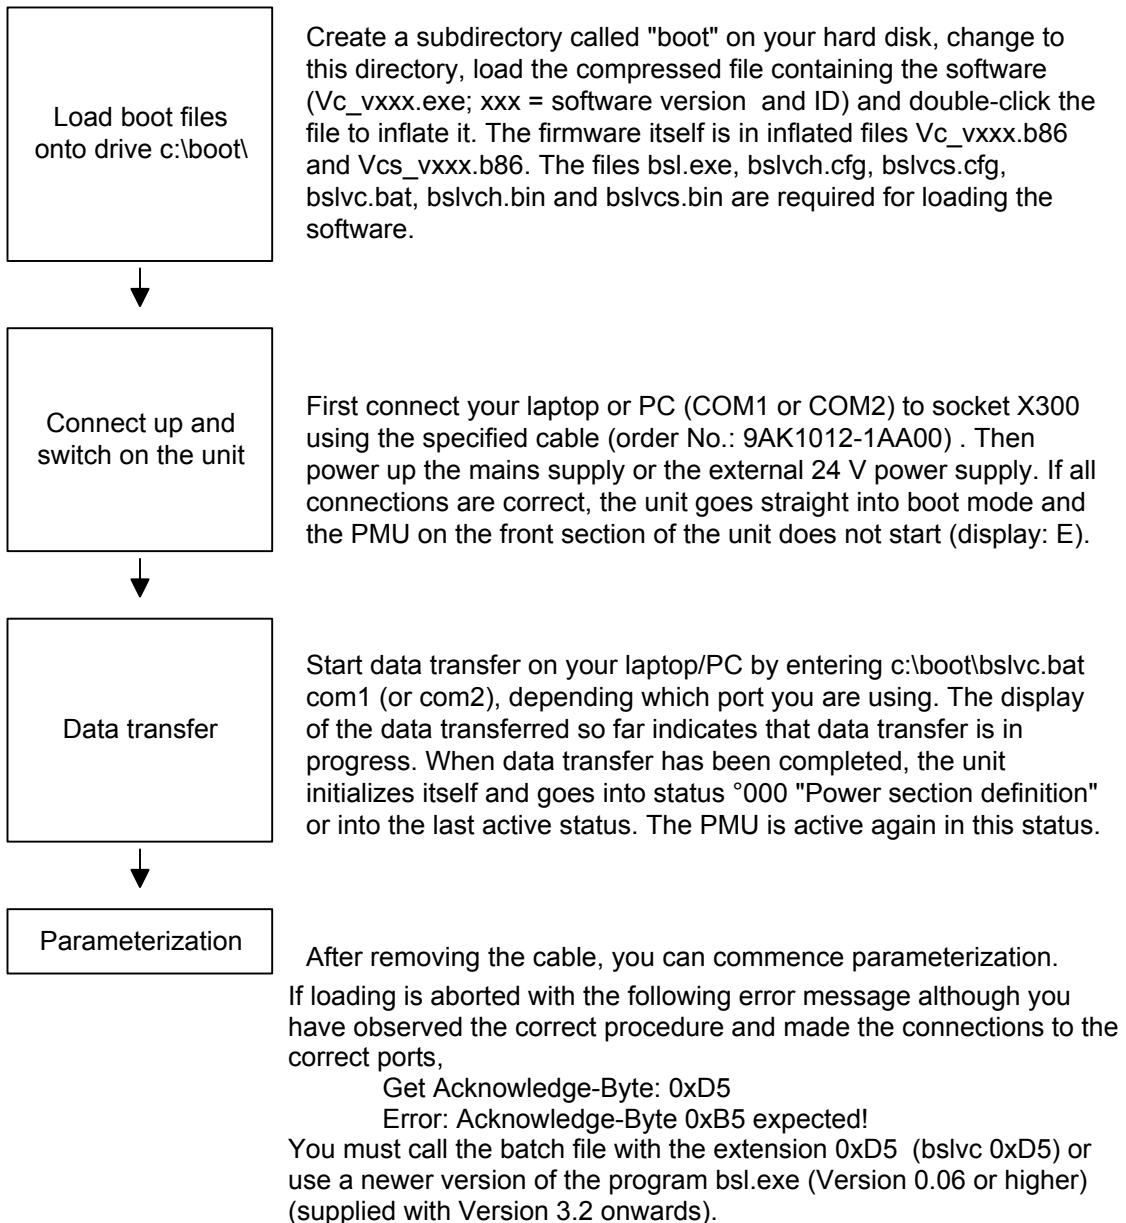 Load boot files
onto drive c:\boot\
Create a subdirectory called "boot" on your hard disk, change to
this directory, load the compressed file containing the software
(Vc_vxxx.exe; xxx = software version  and ID) and double-click the
file to inflate it. The firmware itself is in inflated files Vc_vxxx.b86
and Vcs_vxxx.b86. The files bsl.exe, bslvch.cfg, bslvcs.cfg,
bslvc.bat, bslvch.bin and bslvcs.bin are required for loading the
software.
Connect up and
switch on the unit
First connect your laptop or PC (COM1 or COM2) to socket X300
using the specified cable (order No.: 9AK1012-1AA00) . Then
power up the mains supply or the external 24 V power supply. If all
connections are correct, the unit goes straight into boot mode and
the PMU on the front section of the unit does not start (display: E).
Data transfer
Start data transfer on your laptop/PC by entering c:\boot\bslvc.bat
com1 (or com2), depending which port you are using. The display
of the data transferred so far indicates that data transfer is in
progress. When data transfer has been completed, the unit
initializes itself and goes into status °000 "Power section definition"
or into the last active status. The PMU is active again in this status.
Parameterization
After removing the cable, you can commence parameterization.
If loading is aborted with the following error message although you
have observed the correct procedure and made the connections to the
correct ports,
Get Acknowledge-Byte: 0xD5
Error: Acknowledge-Byte 0xB5 expected!
You must call the batch file with the extension 0xD5  (bslvc 0xD5) or
use a newer version of the program bsl.exe (Version 0.06 or higher)
(supplied with Version 3.2 onwards).